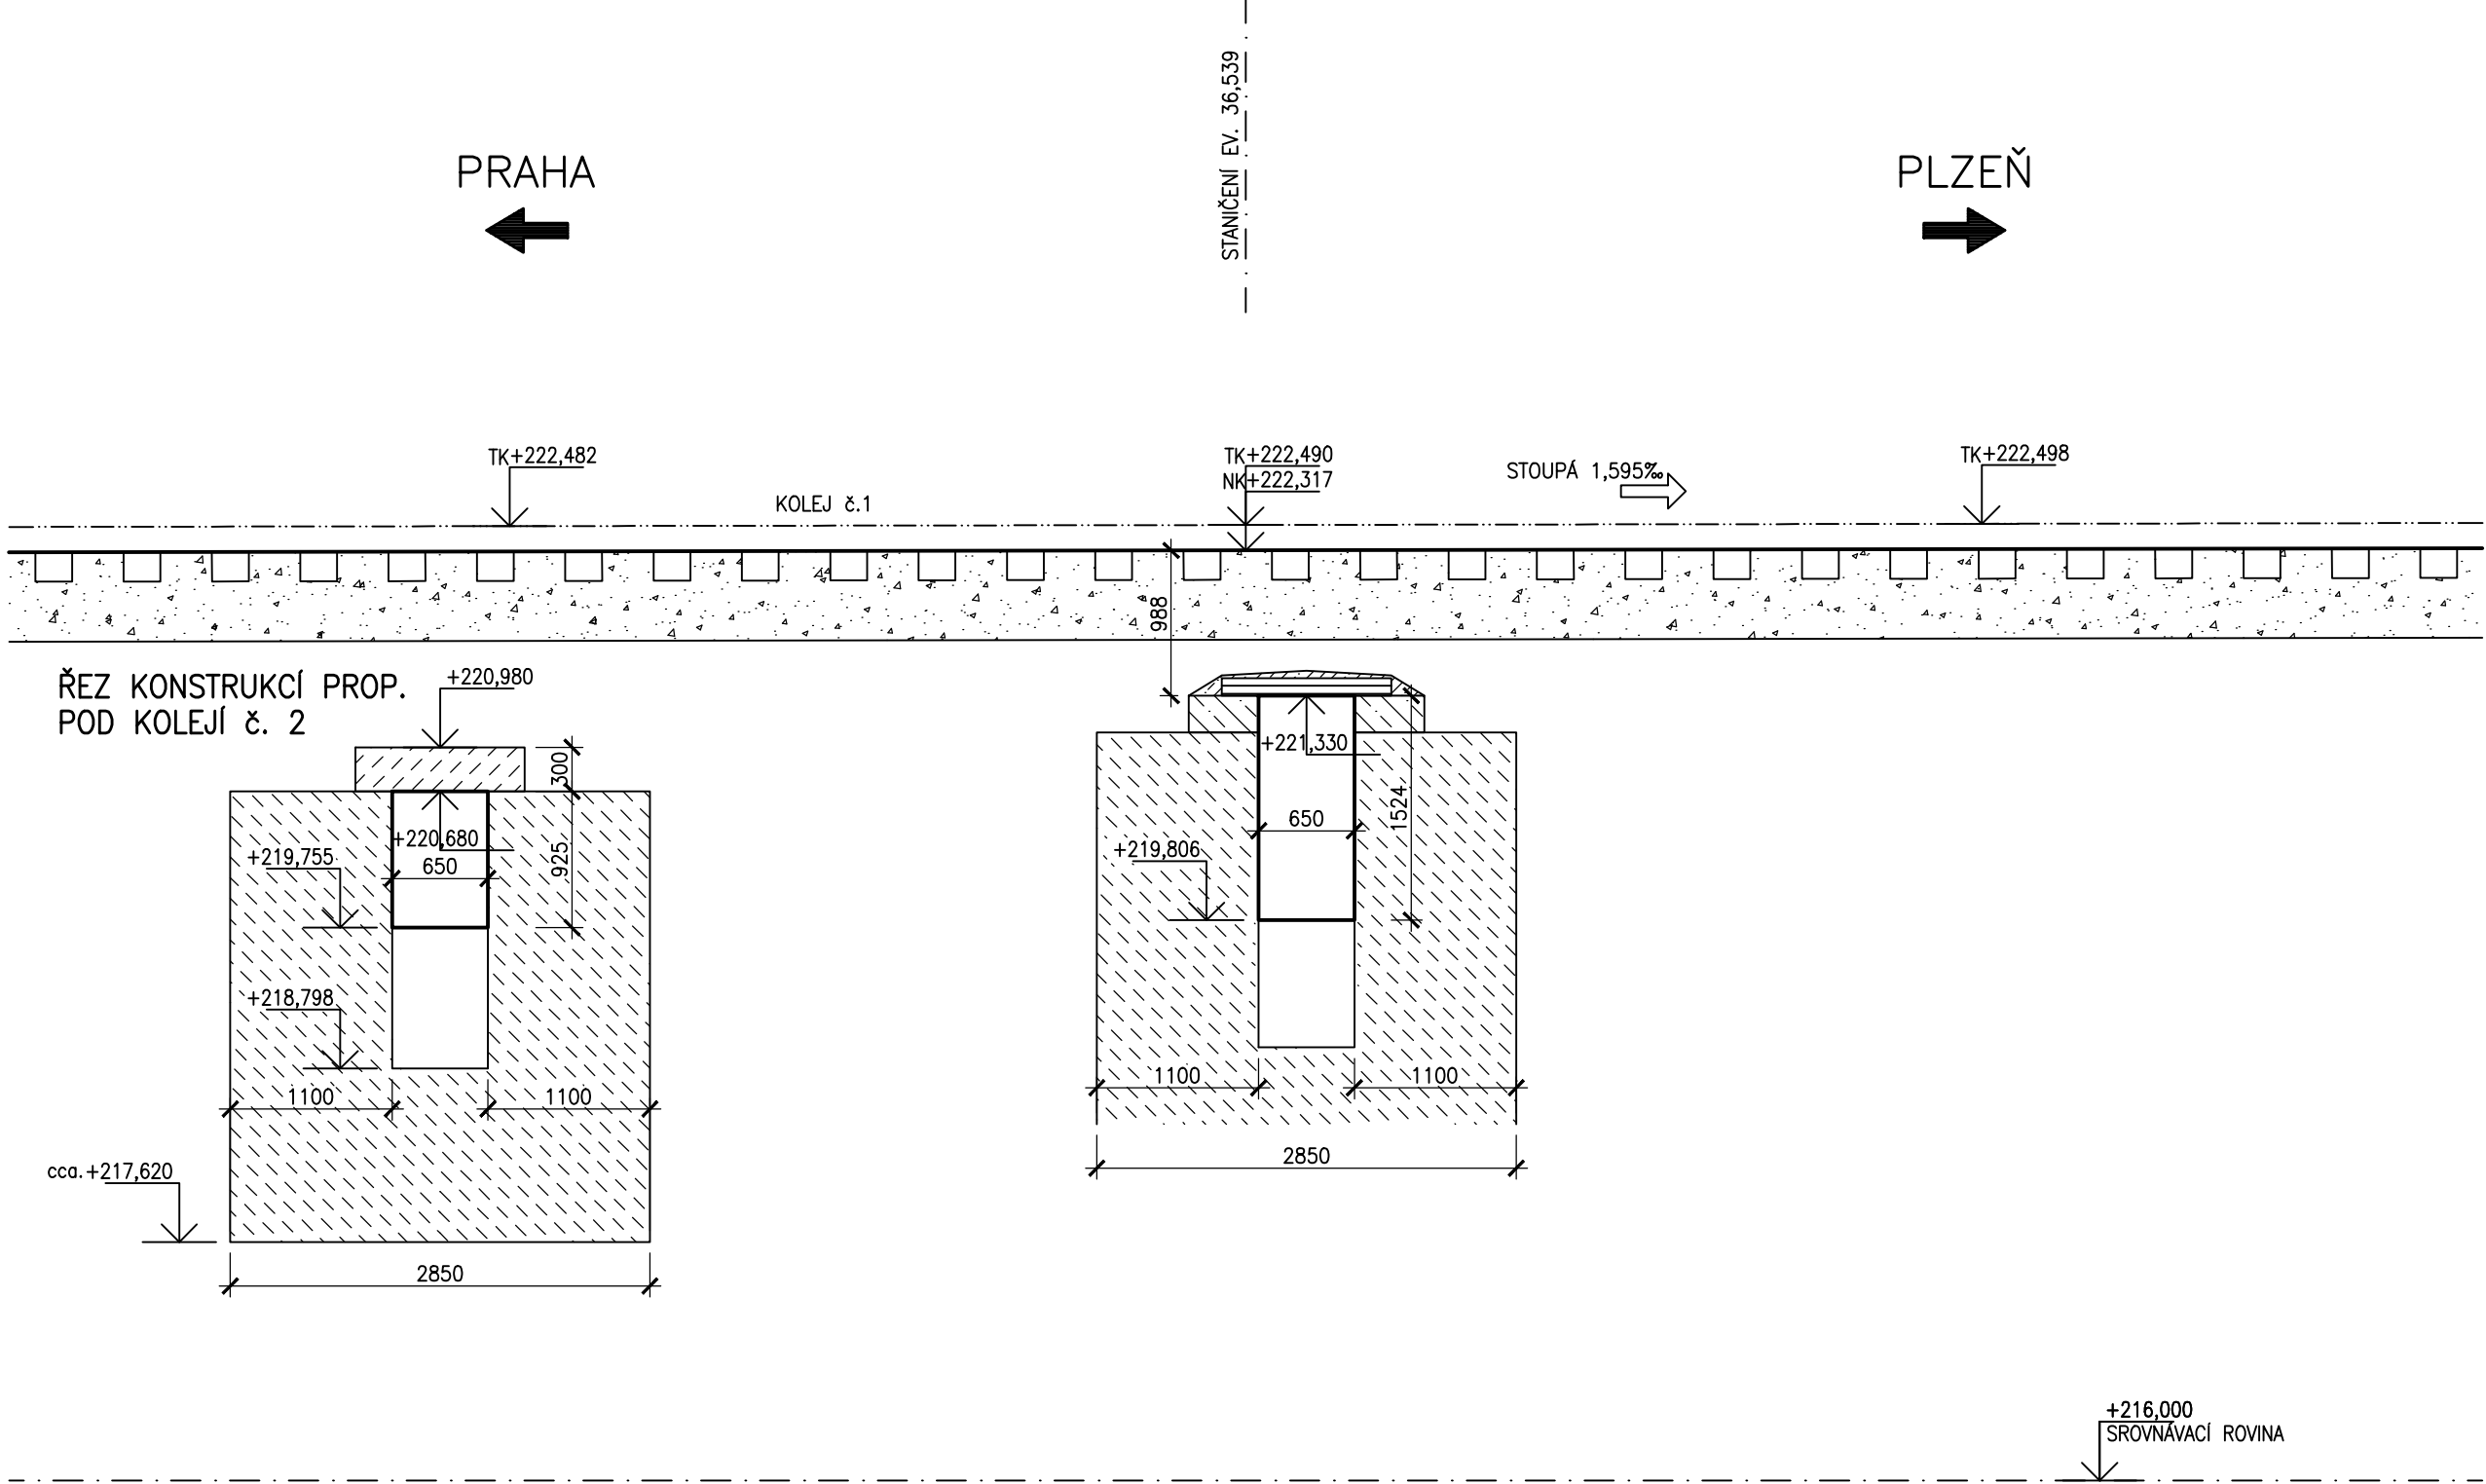 STANIČENÍ EV. 36,539
PRAHA
PLZEŇ
TK+222,482
TK+222,490
NK+222,317
STOUPÁ 1,595‰
TK+222,498
KOLEJ č.1
988
ŘEZ KONSTRUKCÍ PROP.
POD KOLEJÍ č. 2
+220,980
300
+220,680
+219,755
650
925
+218,798
1100
1100
cca.+217,620
2850
+221,330
650
1524
+219,806
1100
1100
2850
+216,000
SROVNÁVACÍ ROVINA